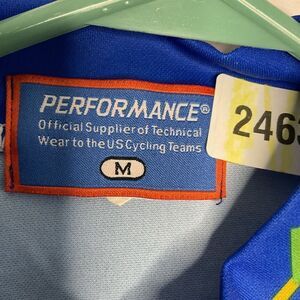 PERFORMANCE®
Official Supplier of Technical
Wear to the US Cycling Teams
M
246